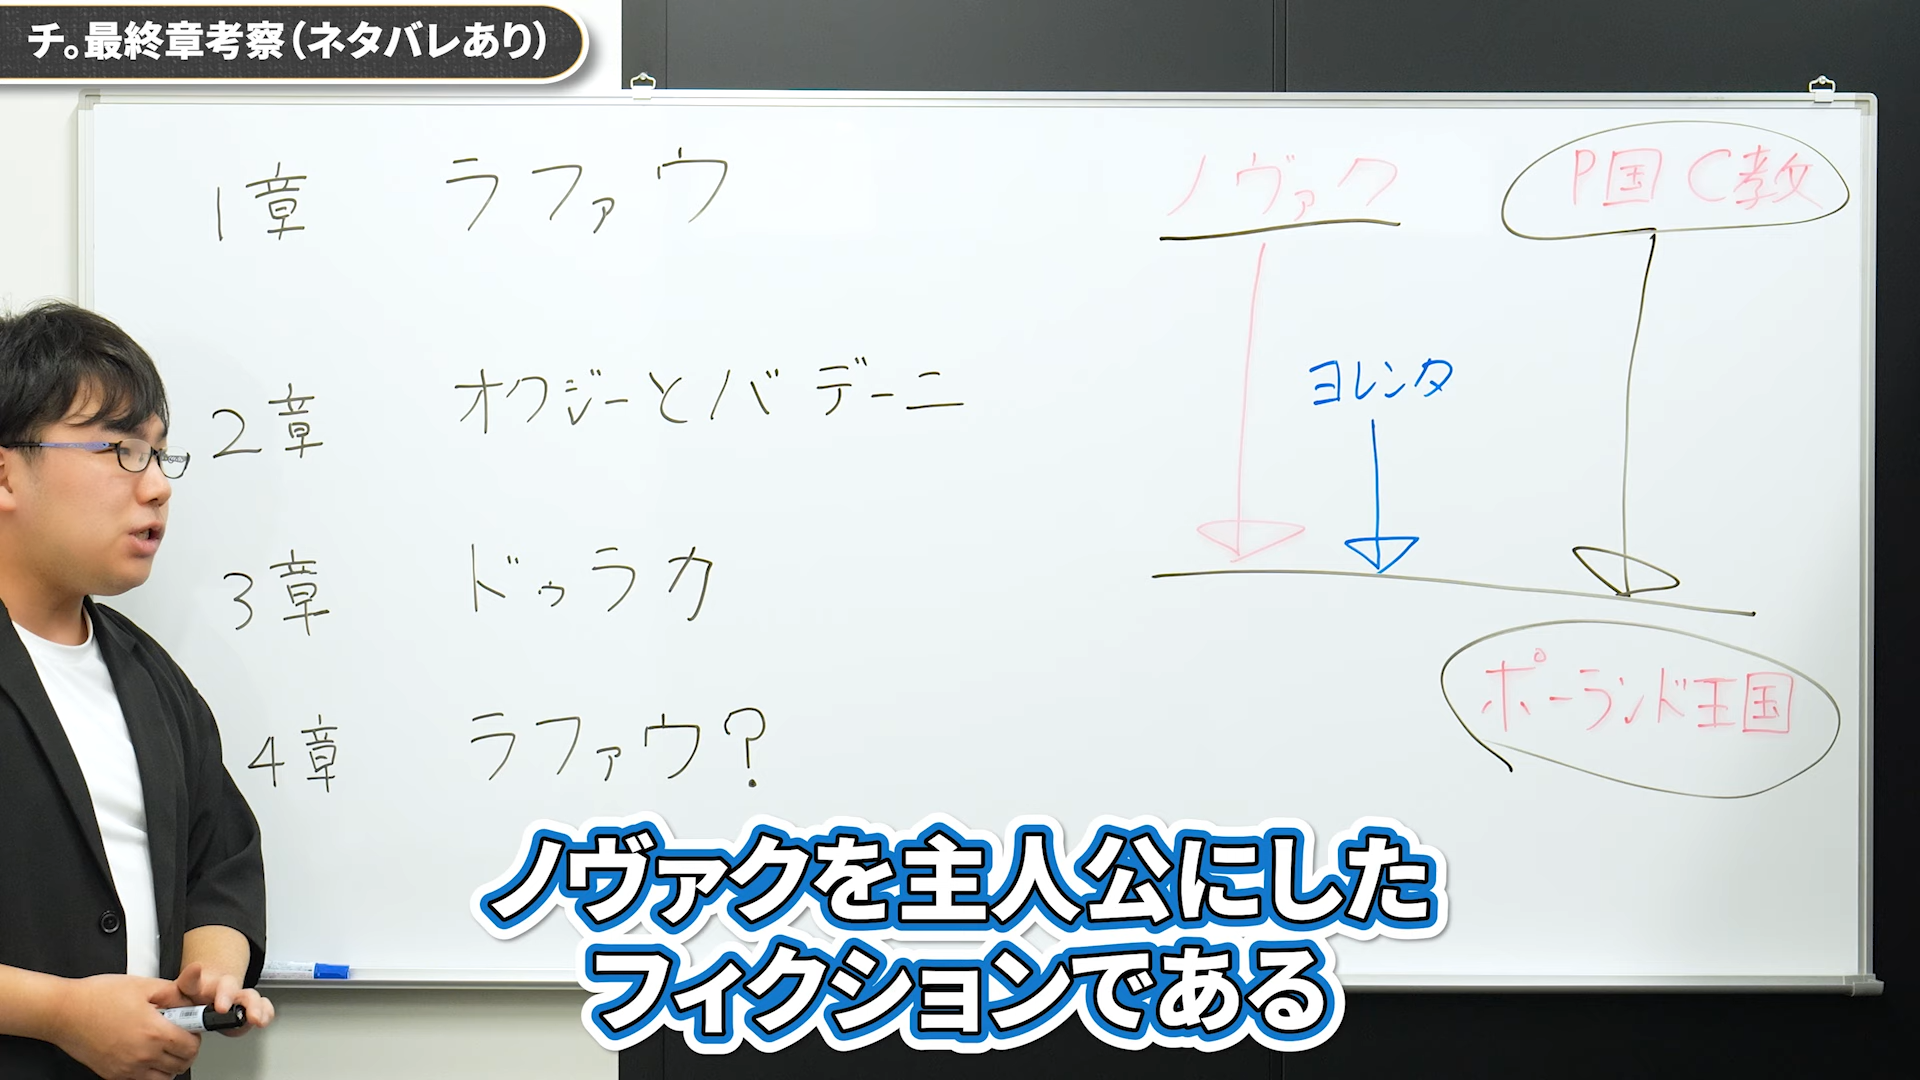 チ。最終章考察（ネタバレあり）
1章 ラファウ
2章 オクジーとバデーニ
3章 ドゥラカ
4章 ラファウ？
ノヴァク
P国 C教
ヨレンタ
ポーランド王国
ノヴァクを主人公にした
フィクションである